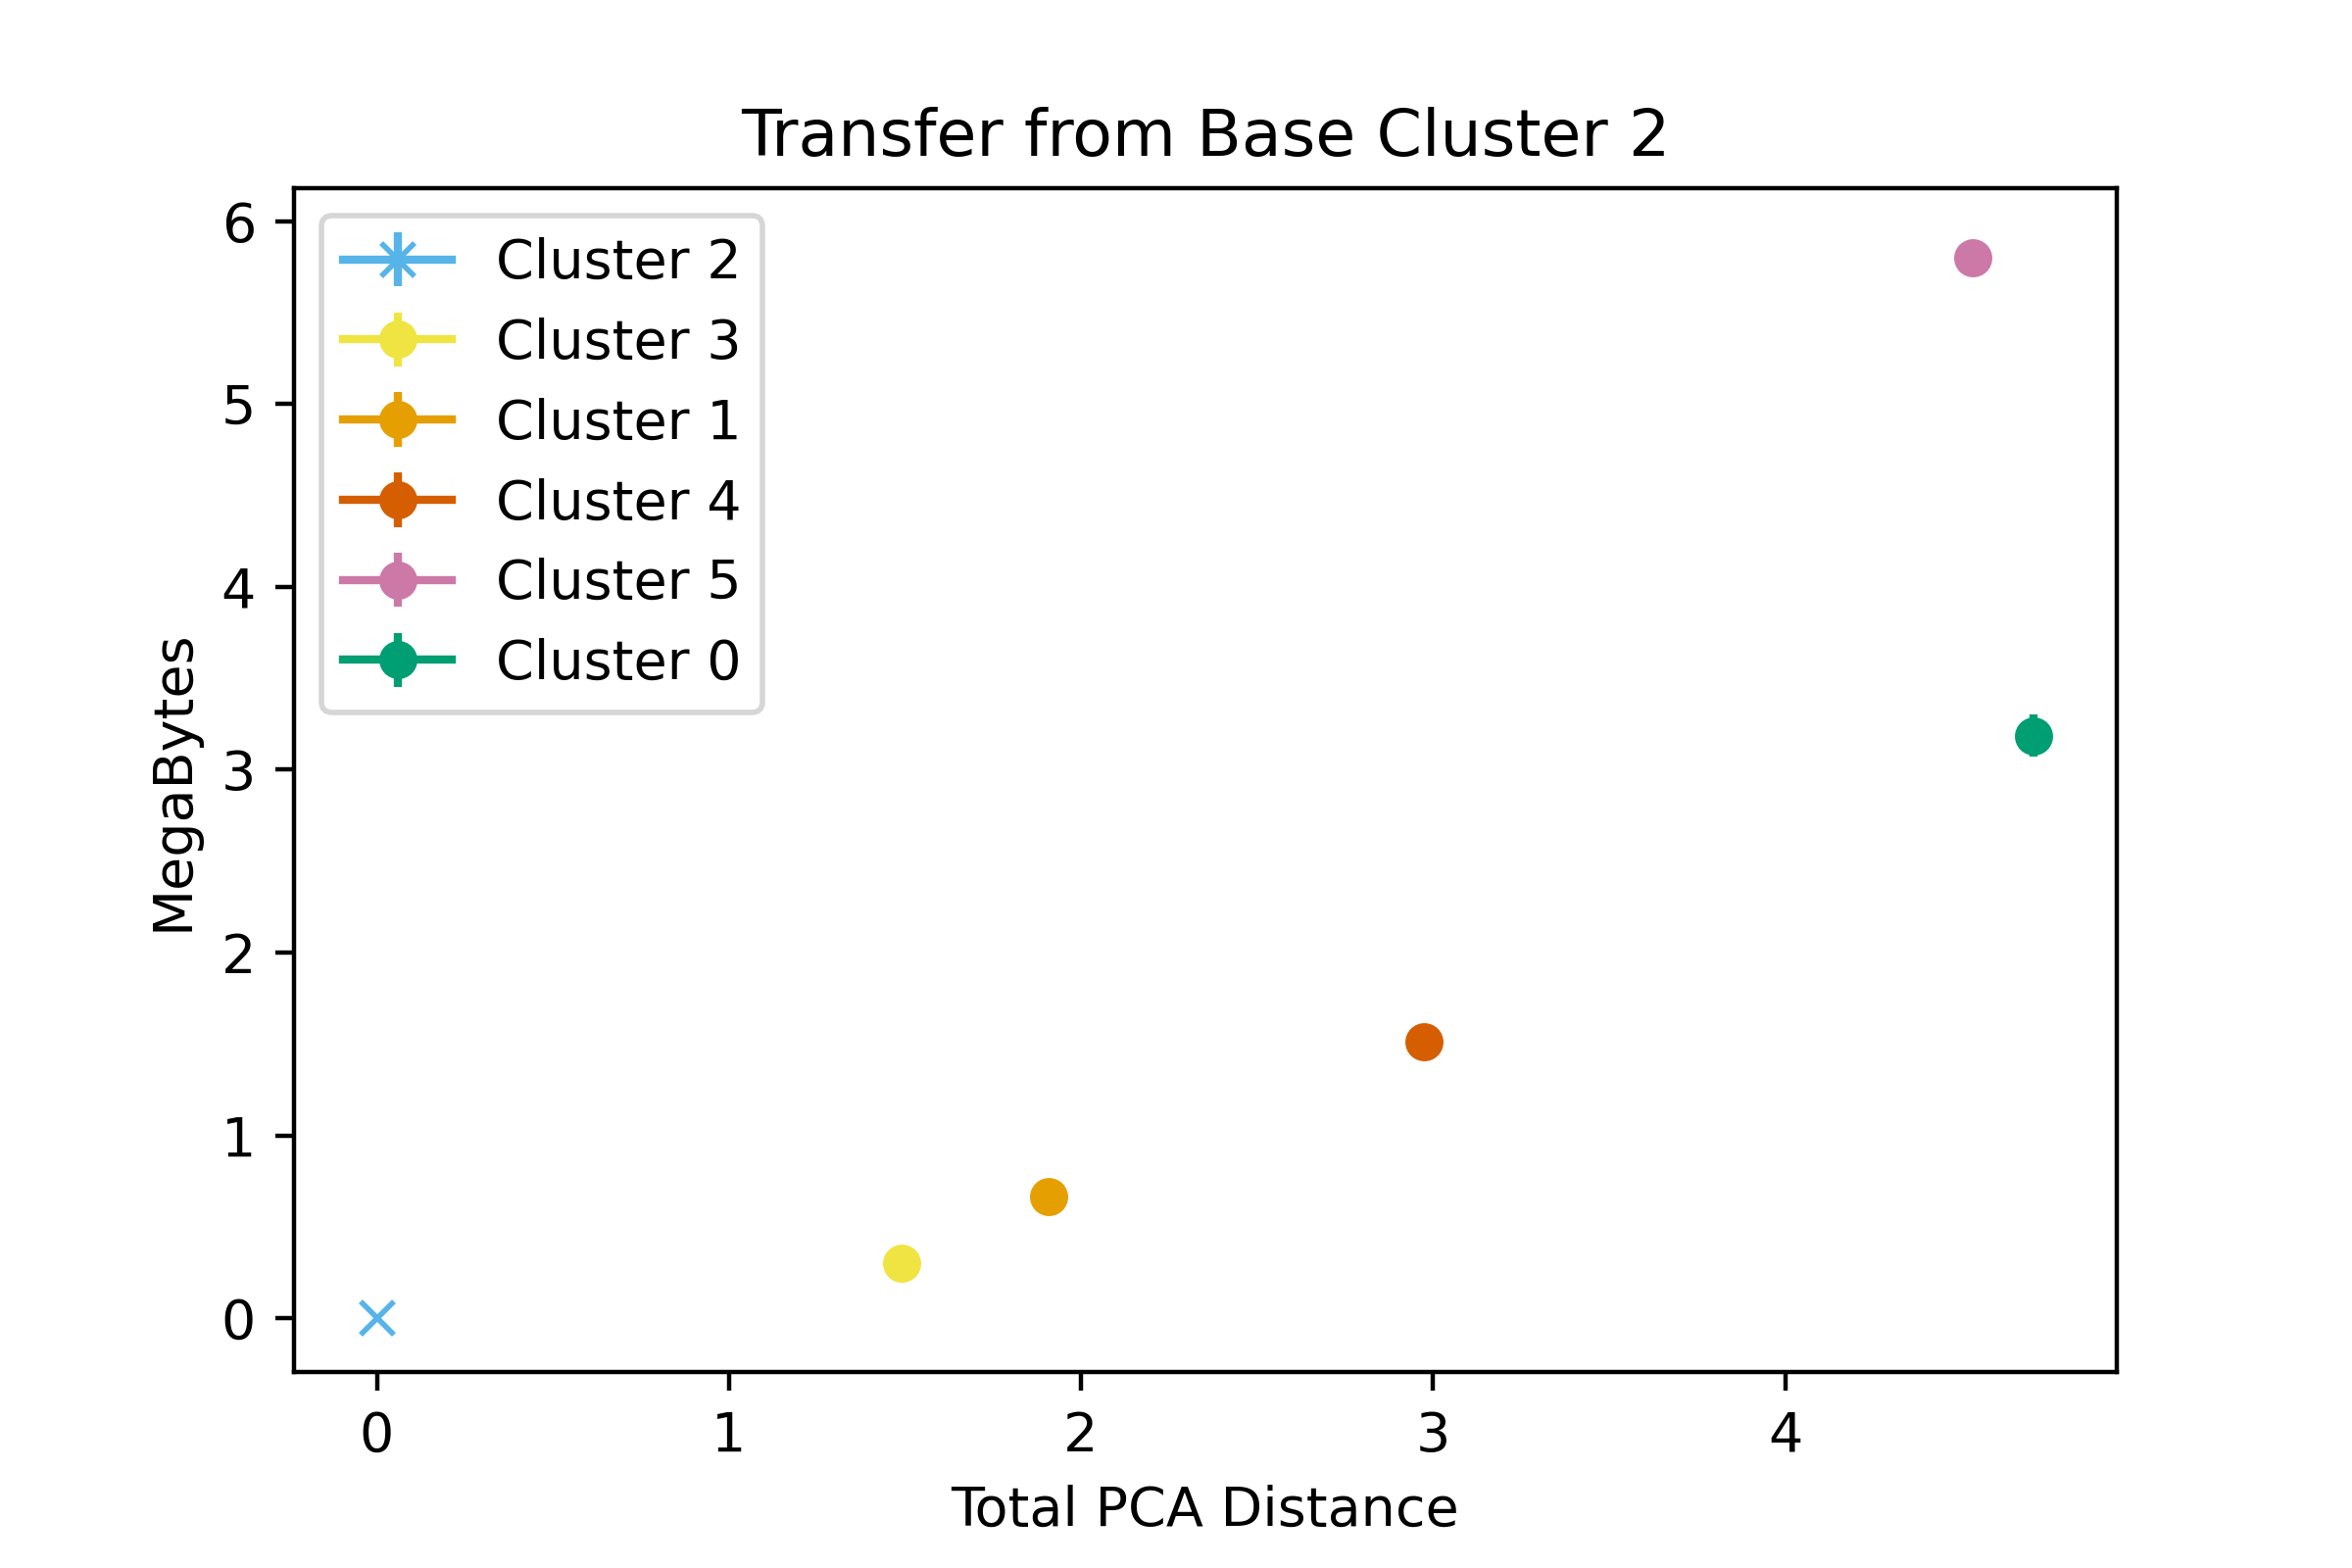 Transfer from Base Cluster 2
Cluster 2
Cluster 3
Cluster 1
Cluster 4
Cluster 5
Cluster 0
6
5
4
3
2
1
0
MegaBytes
0 1 2 3 4
Total PCA Distance